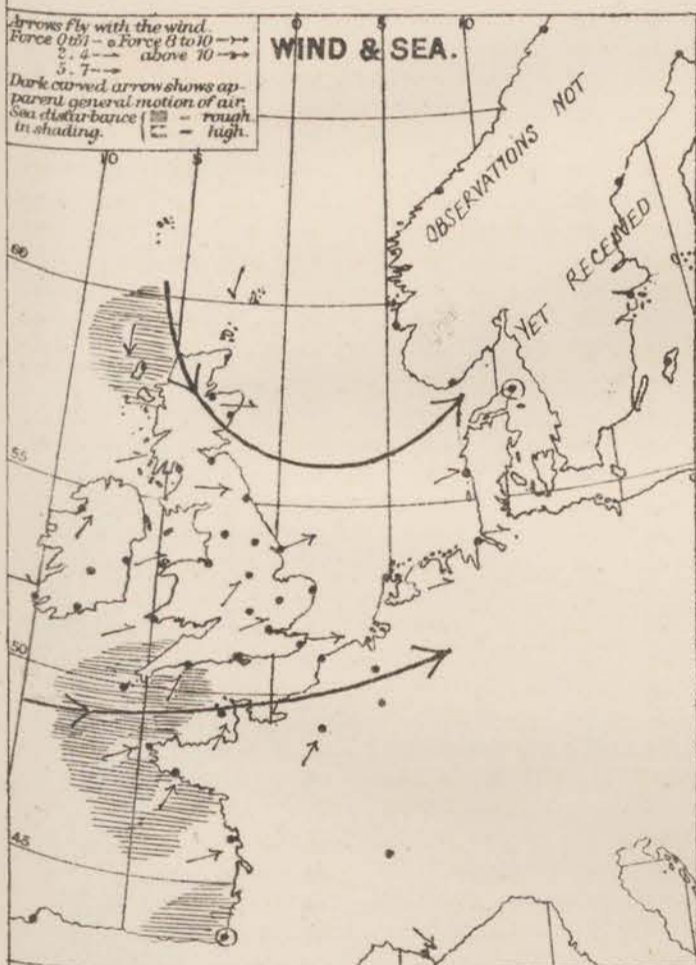 Arrows fly with the wind.
Force 0 to 1 - Force 8 to 10
2 . 4 - above 10
5 . 7 -
Dark curved arrow shows ap-
parent general motion of air.
Sea disturbance { - rough
in shading. - high.
WIND & SEA.
0 5
10 5
OBSERVATIONS NOT
YET RECEIVED
60
55
50
45